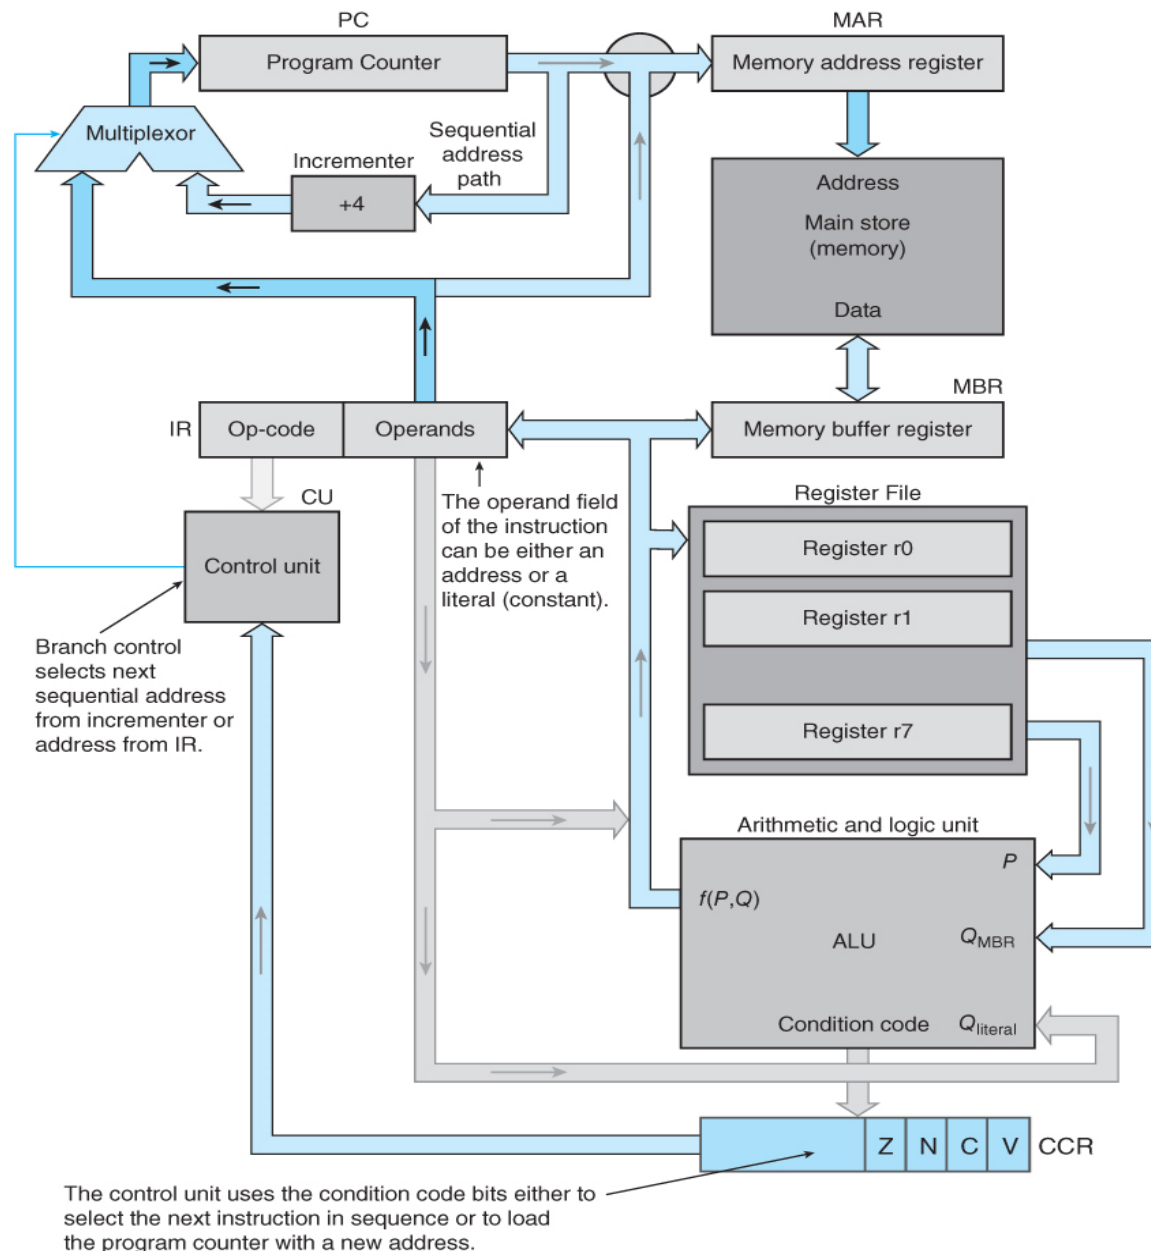 PC
MAR
Program Counter
Memory address register
Multiplexor
Sequential
address
path
Incrementer
+4
Address
Main store
(memory)
Data
MBR
IR
Op-code
Operands
Memory buffer register
CU
The operand field
of the instruction
can be either an
address or a
literal (constant).
Register File
Register r0
Control unit
Register r1
Branch control
selects next
sequential address
from incrementer or
address from IR.
Register r7
Arithmetic and logic unit
P
f(P,Q)
ALU
QMBR
Condition code
Qliteral
Z
N
C
V
CCR
The control unit uses the condition code bits either to
select the next instruction in sequence or to load
the program counter with a new address.